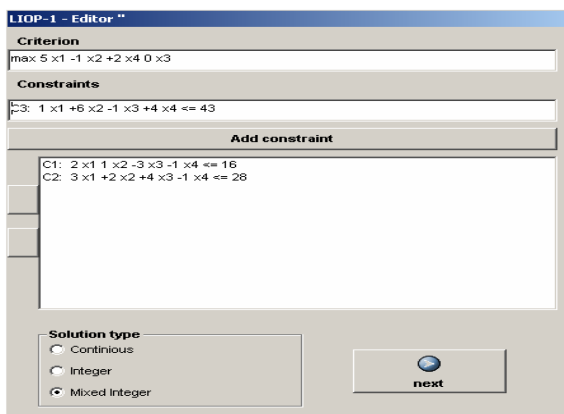 LIOP-1 - Editor "
Criterion
max 5 x1 -1 x2 +2 x4 0 x3
Constraints
C3: 1 x1 +6 x2 -1 x3 +4 x4 <= 43
Add constraint
C1: 2 x1 1 x2 -3 x3 -1 x4 <= 16
C2: 3 x1 +2 x2 +4 x3 -1 x4 <= 28
Solution type
Continious
Integer
Mixed Integer
next